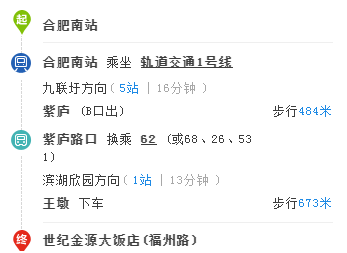 起 合肥南站
合肥南站 乘坐 轨道交通1号线
九联圩方向( 5站 | 16分钟 )
紫庐 (B口出) 步行484米
紫庐路口 换乘 62 (或68、26、53
1)
滨湖欣园方向( 1站 | 13分钟 )
王墩 下车 步行673米
终 世纪金源大饭店(福州路)